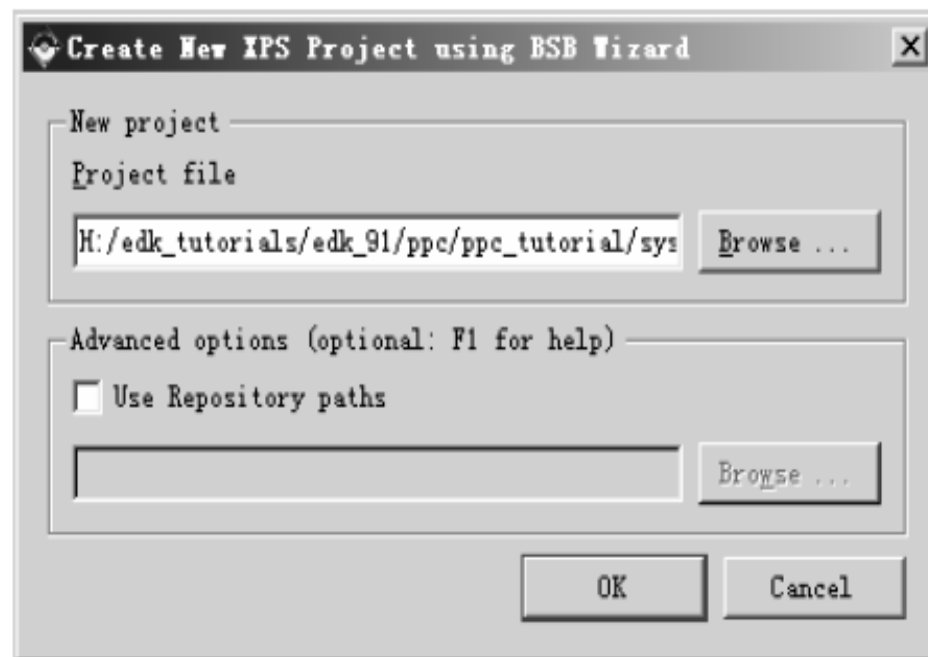 Create New XPS Project using BSB Wizard
New project
Project file
H:/edk_tutorials/edk_91/ppc/ppc_tutorial/sys
Browse ...
Advanced options (optional: F1 for help)
Use Repository paths
Browse ...
OK
Cancel